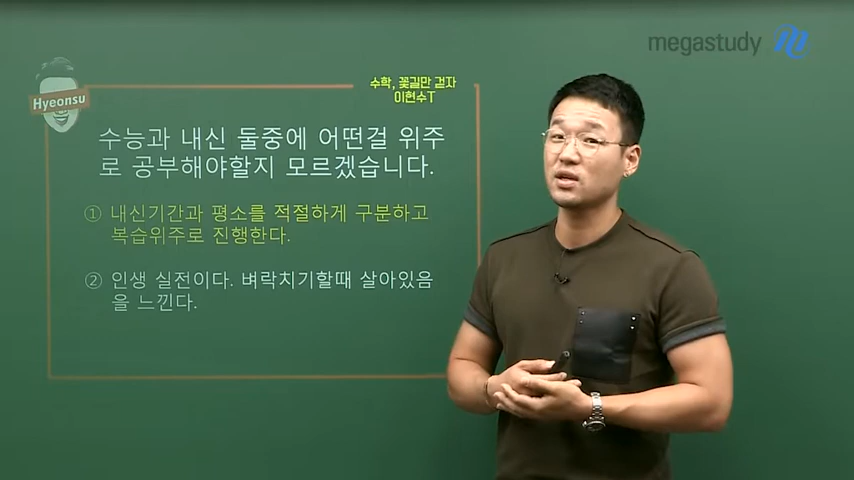 megastudy
Hyeonsu
수학, 꽃길만 걷자
이현수T
수능과 내신 둘중에 어떤걸 위주
로 공부해야할지 모르겠습니다.
① 내신기간과 평소를 적절하게 구분하고
복습위주로 진행한다.
② 인생 실전이다. 벼락치기할때 살아있음
을 느낀다.